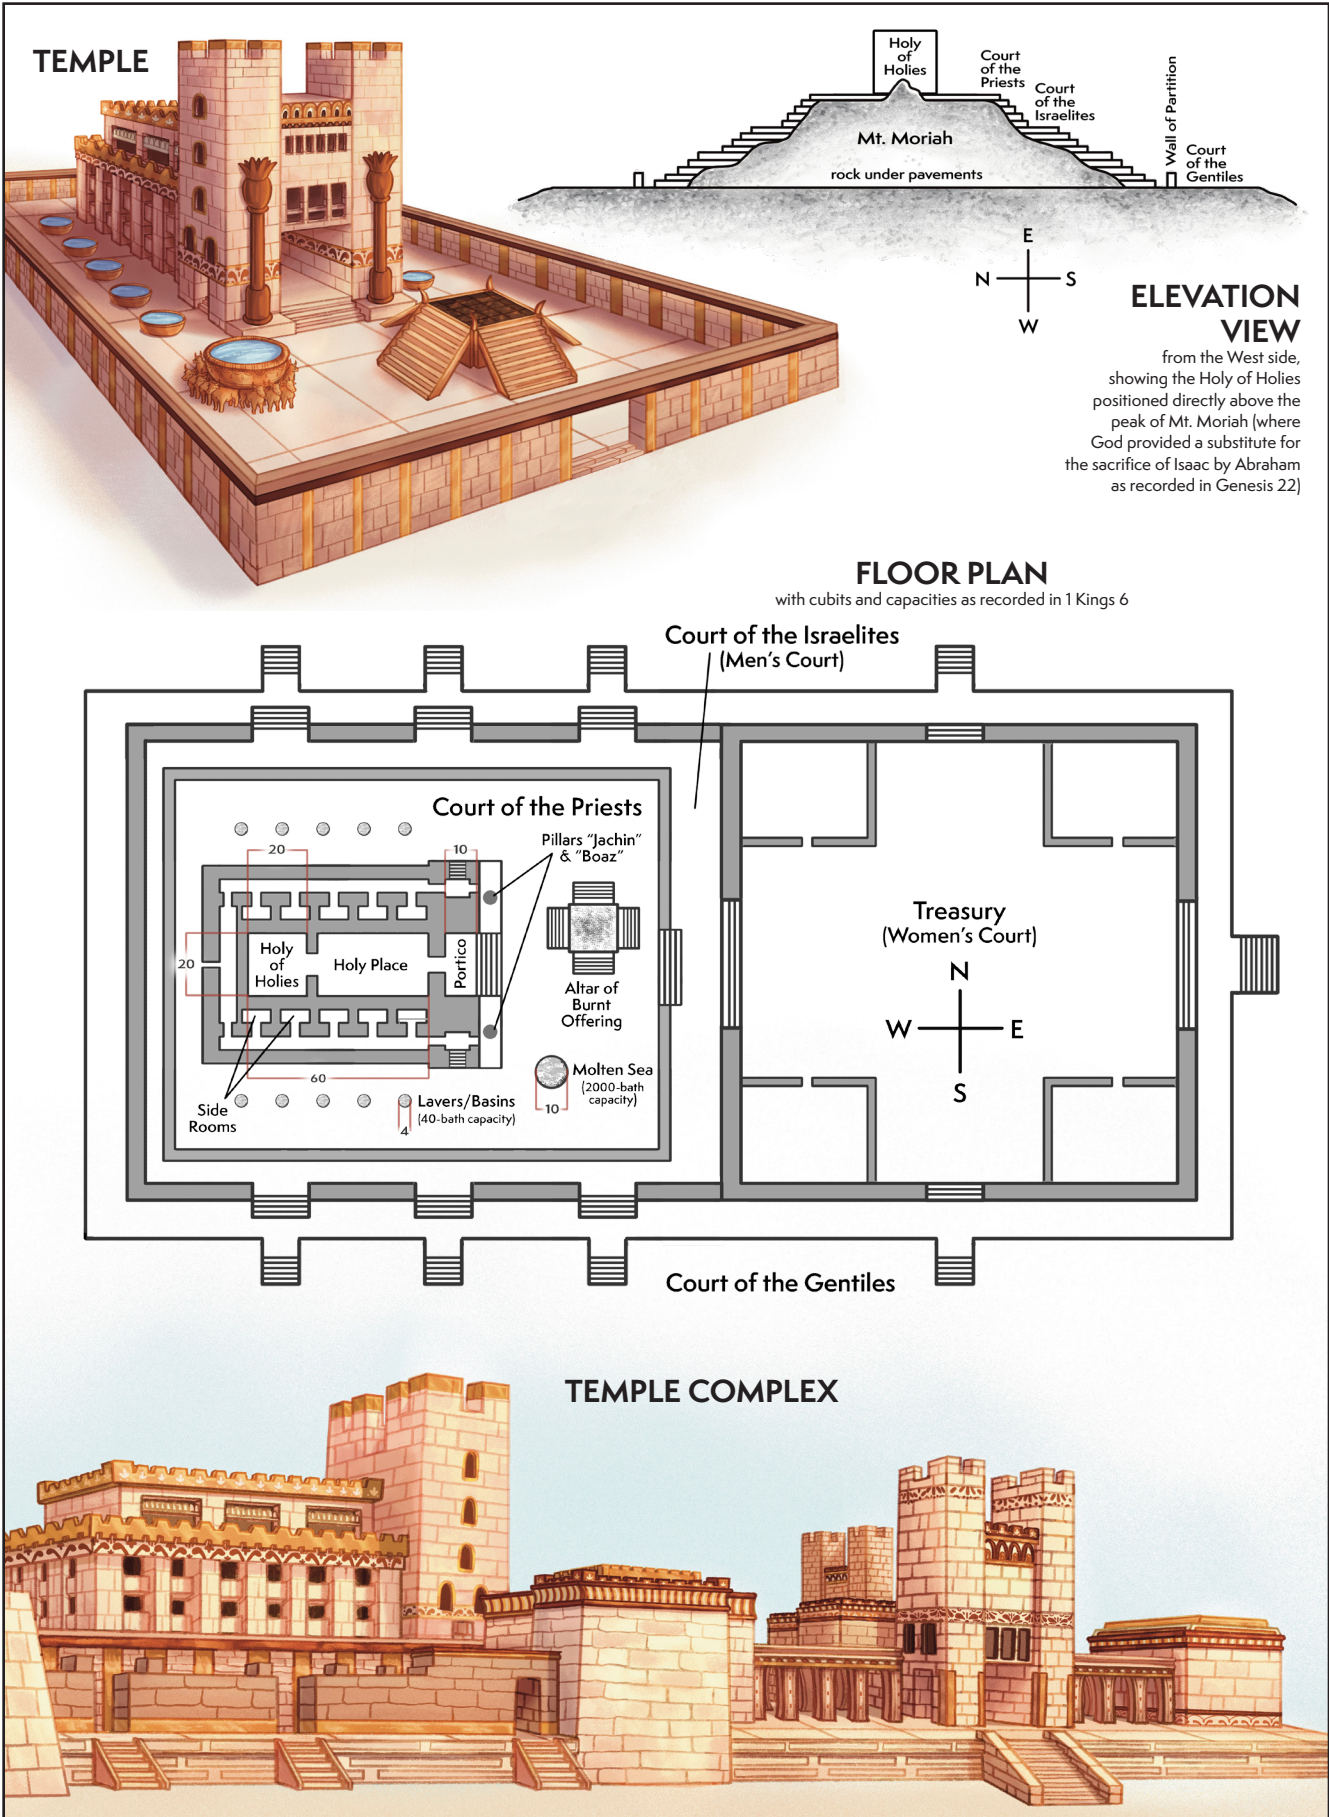 TEMPLE
Holy
of
Holies
Court
of the
Priests
Court
of the
Israelites
Wall of Partition
Court
of the
Gentiles
Mt. Moriah
rock under pavements
E
N
S
W
ELEVATION
VIEW
from the West side,
showing the Holy of Holies
positioned directly above the
peak of Mt. Moriah (where
God provided a substitute for
the sacrifice of Isaac by Abraham
as recorded in Genesis 22)
FLOOR PLAN
with cubits and capacities as recorded in 1 Kings 6
Court of the Israelites
(Men's Court)
Court of the Priests
20
10
Pillars "Jachin"
& "Boaz"
20
Holy
of
Holies
Holy Place
Portico
Altar of
Burnt
Offering
60
Side
Rooms
Lavers/Basins
(40-bath capacity)
4
Molten Sea
(2000-bath
capacity)
10
Treasury
(Women's Court)
N
W
E
S
Court of the Gentiles
TEMPLE COMPLEX